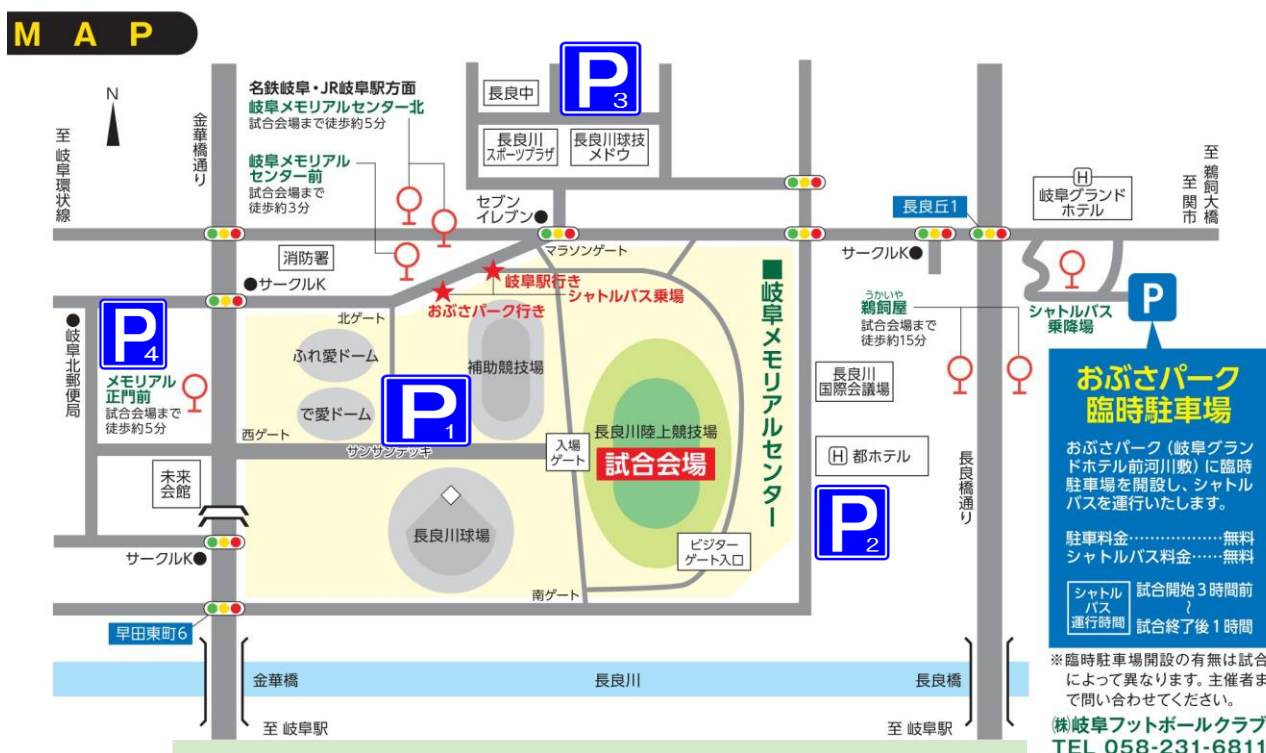 MAP
N
至 岐阜環状線
金華橋通り
名鉄岐阜・JR岐阜駅方面
岐阜メモリアルセンター北
試合会場まで徒歩約5分
岐阜メモリアル
センター前
試合会場まで
徒歩約3分
長良中
P3
長良川
スポーツプラザ
長良川球技
メドウ
セブン
イレブン
長良丘1
H
岐阜グランド
ホテル
至 鵜飼大橋
至 関市
消防署
サークルK
マラソンゲート
サークルK
岐阜駅行き
シャトルバス乗場
おぶさパーク行き
北ゲート
岐阜北郵便局
P4
メモリアル
正門前
試合会場まで
徒歩約5分
ふれ愛ドーム
で愛ドーム
補助競技場
P1
西ゲート
サンサンデッキ
入場
ゲート
長良川陸上競技場
試合会場
■岐阜メモリアルセンター
うかいや
鵜飼屋
試合会場まで
徒歩約15分
シャトルバス
乗降場
P
長良川
国際会議場
H 都ホテル
P2
長良橋通り
未来
会館
長良川球場
ビジター
ゲート入口
サークルK
南ゲート
早田東町6
金華橋
長良川
長良橋
至 岐阜駅
至 岐阜駅
おぶさパーク
臨時駐車場
おぶさパーク（岐阜グラン
ドホテル前河川敷）に臨時
駐車場を開設し、シャトル
バスを運行いたします。
駐車料金………………無料
シャトルバス料金……無料
シャトル
バス
運行時間
試合開始3時間前
～
試合終了後1時間
※臨時駐車場開設の有無は試合
によって異なります。主催者ま
で問い合わせてください。
㈱岐阜フットボールクラブ
TEL 058-231-6811